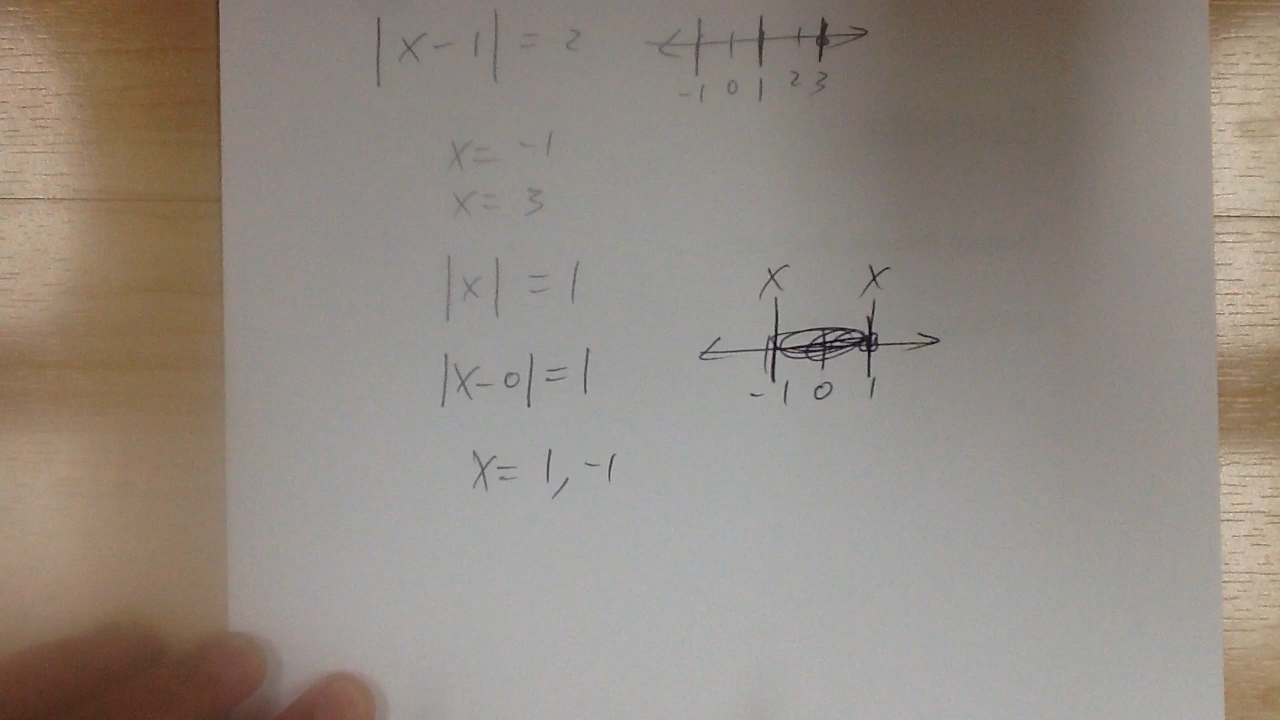 |x-1| = 2
-1 0 1 2 3
x= -1
x= 3
|x| = 1
x x
|x-0| = 1
-1 0 1
x= 1, -1